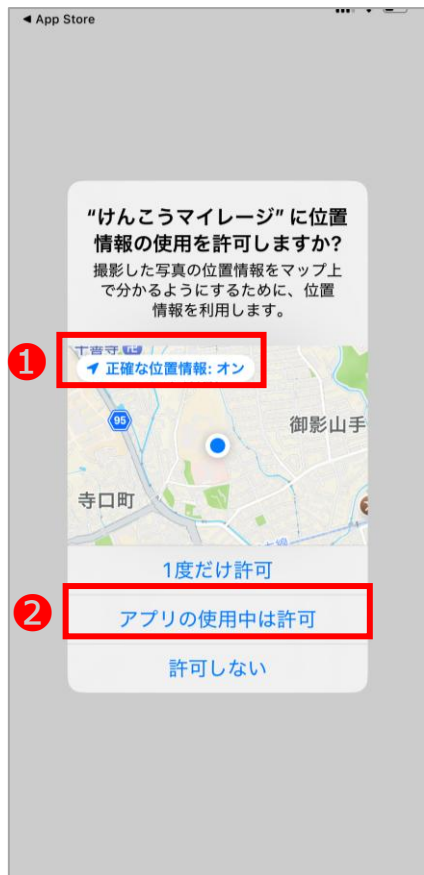 ◀ App Store
“けんこうマイレージ” に位置
情報の使用を許可しますか?
撮影した写真の位置情報をマップ上
で分かるようにするために、位置
情報を利用します。
1
正確な位置情報: オン
95
御影山手
寺口町
1度だけ許可
2
アプリの使用中は許可
許可しない